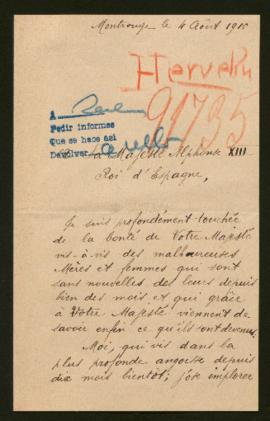 Montrouge le 4 Août 1915
Hervelin
91735
A
Pedir informes
Que se hace así
Devolver
a Majesté Alphonse XIII
Roi d'Espagne,
Je suis profondément touchée
de la bonté de Votre Majesté
vis-à-vis des malheureuses
Mères et femmes qui sont
sans nouvelles des leurs depuis
bien des mois, et qui grâce
à Votre Majesté viennent de
savoir enfin ce qu'ils sont devenus.
Moi, qui vis dans la
plus profonde angoisse depuis
dix mois bientôt; j'ose implorer